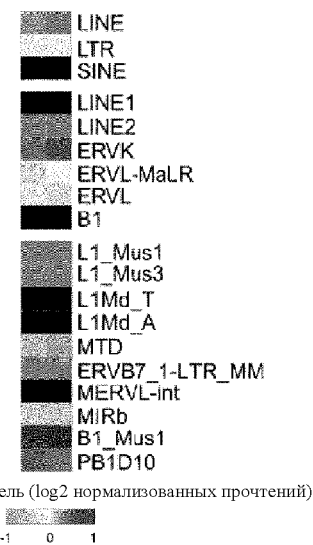 LINE
LTR
SINE
LINE1
LINE2
ERVK
ERVL-MaLR
ERVL
B1
L1_Mus1
L1_Mus3
L1Md_T
L1Md_A
MTD
ERVB7_1-LTR_MM
MERVL-int
MIRb
B1_Mus1
PB1D10
ель (log2 нормализованных прочтений)
-1 0 1